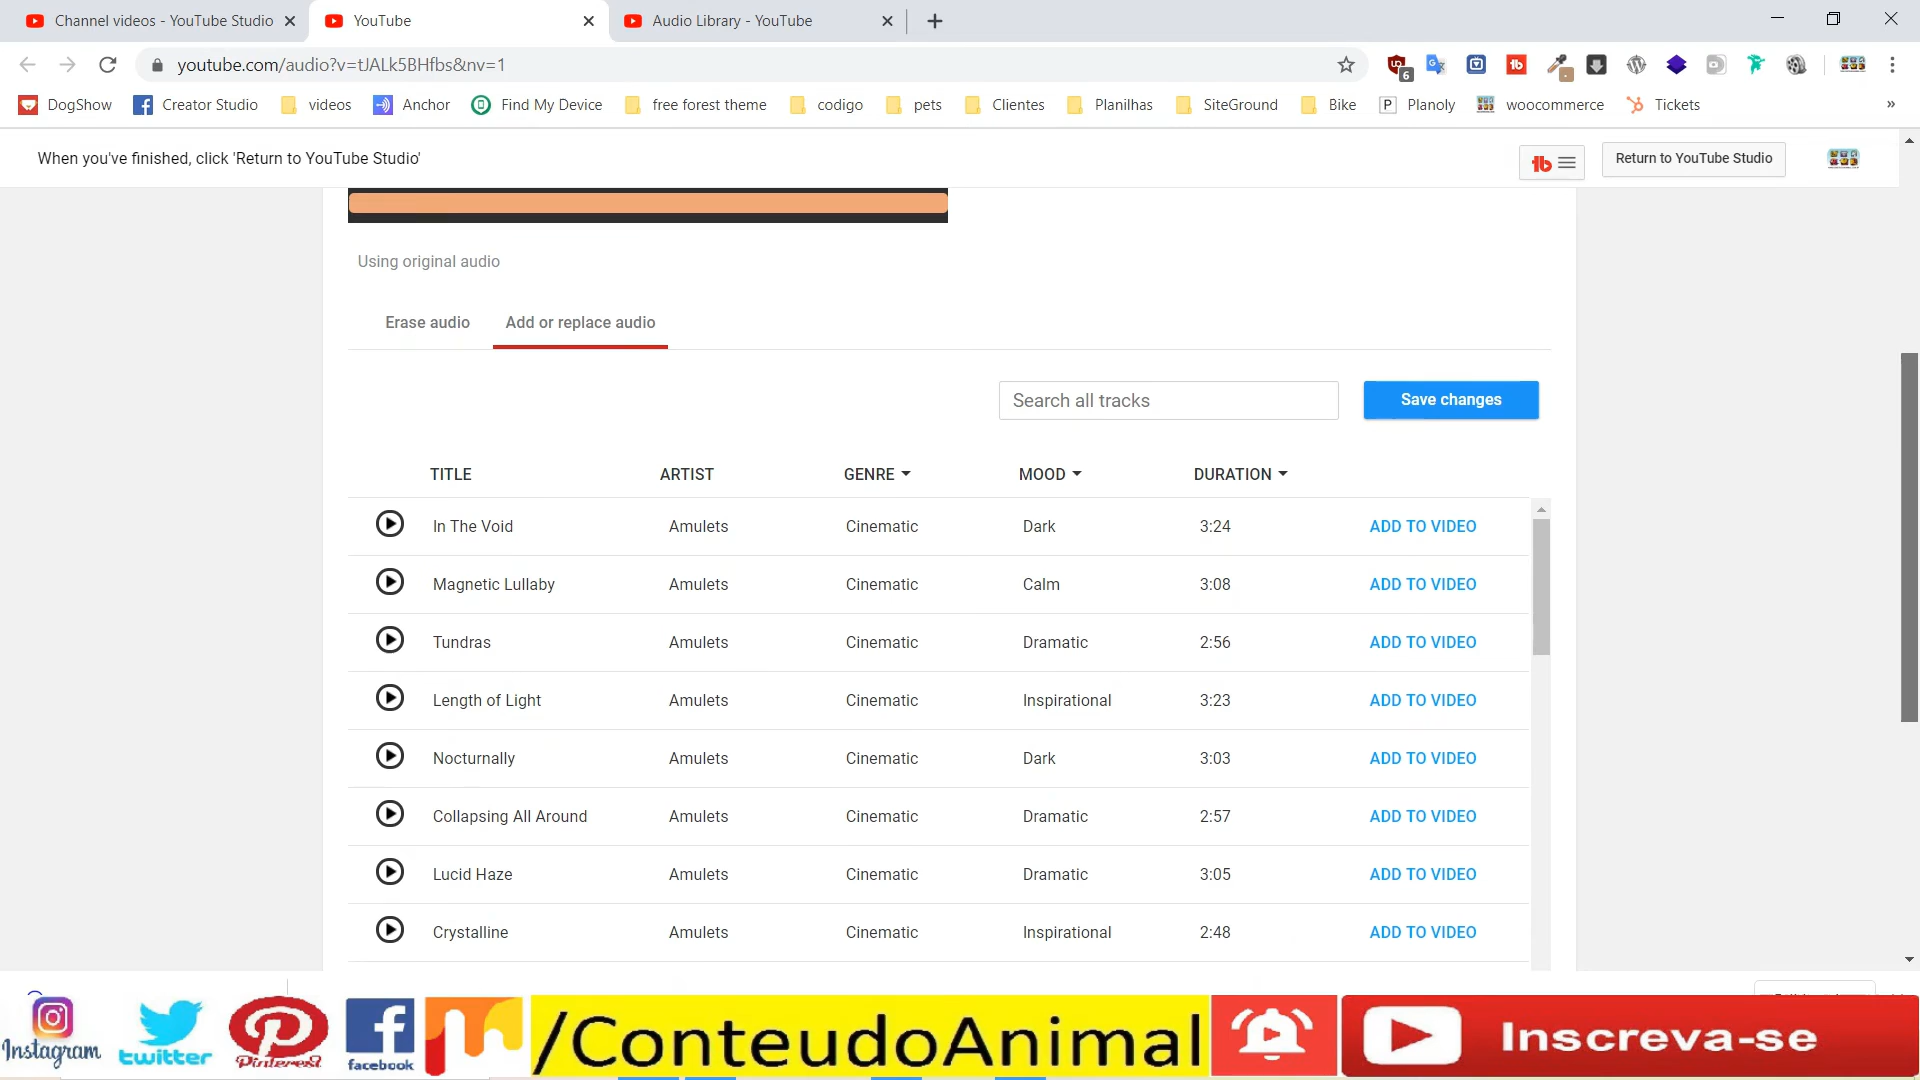 Channel videos - YouTube Studio
YouTube
Audio Library - YouTube
youtube.com/audio?v=tJALk5BHfbs&nv=1
6
DogShow
Creator Studio
videos
Anchor
Find My Device
free forest theme
codigo
pets
Clientes
Planilhas
SiteGround
Bike
P Planoly
woocommerce
Tickets
»
When you've finished, click 'Return to YouTube Studio'
Return to YouTube Studio
Using original audio
Erase audio
Add or replace audio
Search all tracks
Save changes
TITLE ARTIST GENRE MOOD DURATION
In The Void Amulets Cinematic Dark 3:24 ADD TO VIDEO
Magnetic Lullaby Amulets Cinematic Calm 3:08 ADD TO VIDEO
Tundras Amulets Cinematic Dramatic 2:56 ADD TO VIDEO
Length of Light Amulets Cinematic Inspirational 3:23 ADD TO VIDEO
Nocturnally Amulets Cinematic Dark 3:03 ADD TO VIDEO
Collapsing All Around Amulets Cinematic Dramatic 2:57 ADD TO VIDEO
Lucid Haze Amulets Cinematic Dramatic 3:05 ADD TO VIDEO
Crystalline Amulets Cinematic Inspirational 2:48 ADD TO VIDEO
Instagram
twitter
Pinterest
facebook
/ConteudoAnimal
Inscreva-se